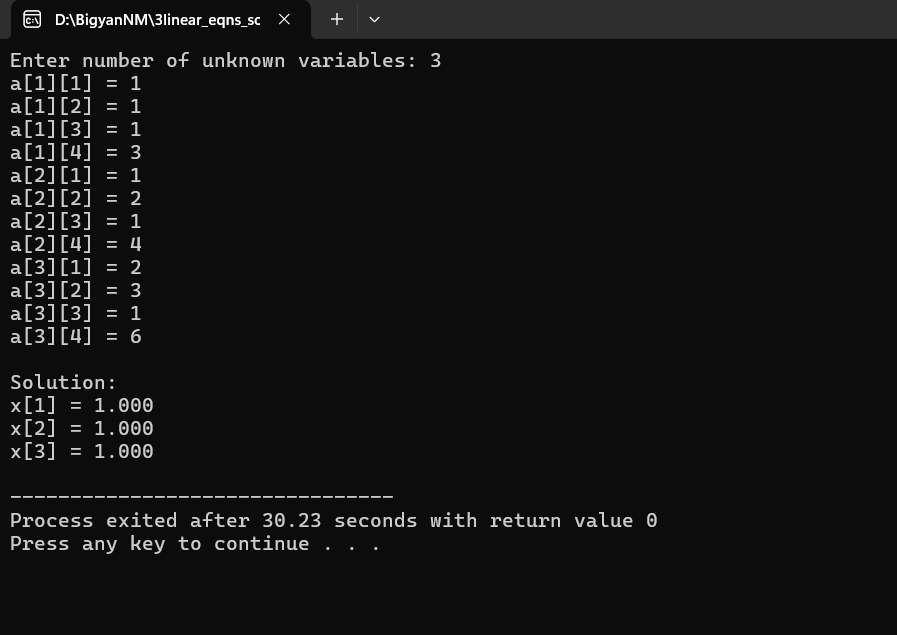 D:\BigyanNM\3linear_eqns_sc
Enter number of unknown variables: 3
a[1][1] = 1
a[1][2] = 1
a[1][3] = 1
a[1][4] = 3
a[2][1] = 1
a[2][2] = 2
a[2][3] = 1
a[2][4] = 4
a[3][1] = 2
a[3][2] = 3
a[3][3] = 1
a[3][4] = 6
Solution:
x[1] = 1.000
x[2] = 1.000
x[3] = 1.000
--------------------------------
Process exited after 30.23 seconds with return value 0
Press any key to continue . . .